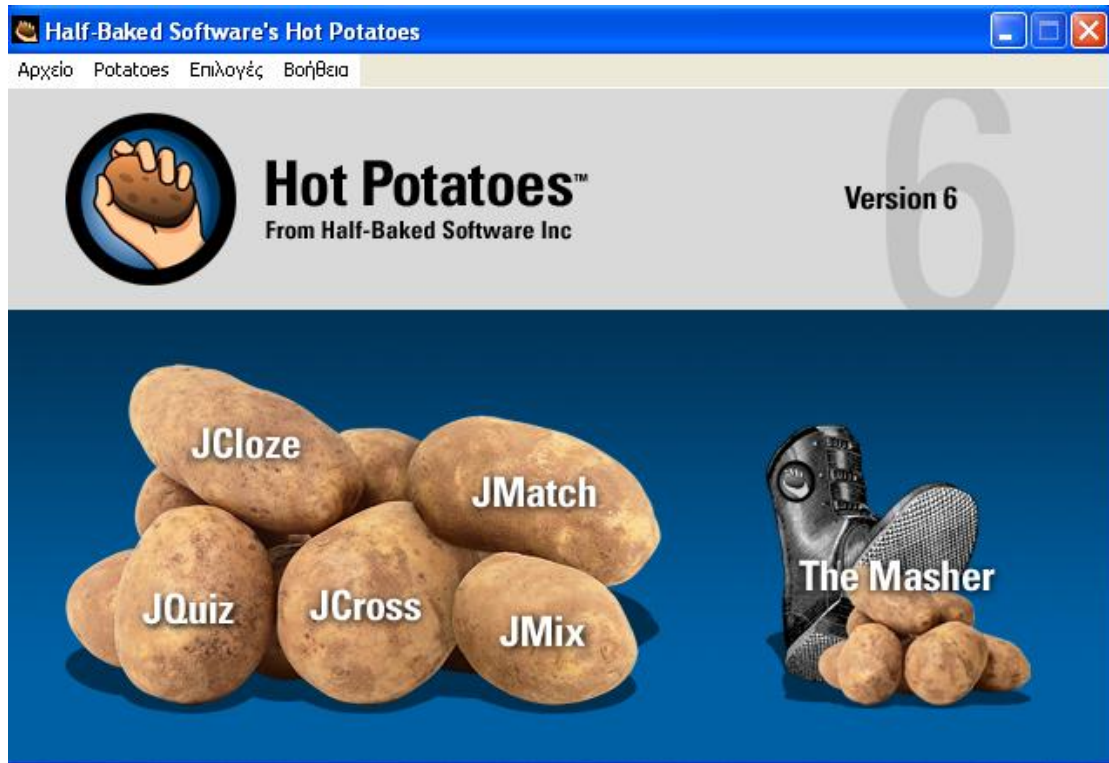 Half-Baked Software's Hot Potatoes
Αρχείο Potatoes Επιλογές Βοήθεια
6
Hot Potatoes™
From Half-Baked Software Inc
Version 6
JCloze
JMatch
JQuiz
JCross
JMix
The Masher